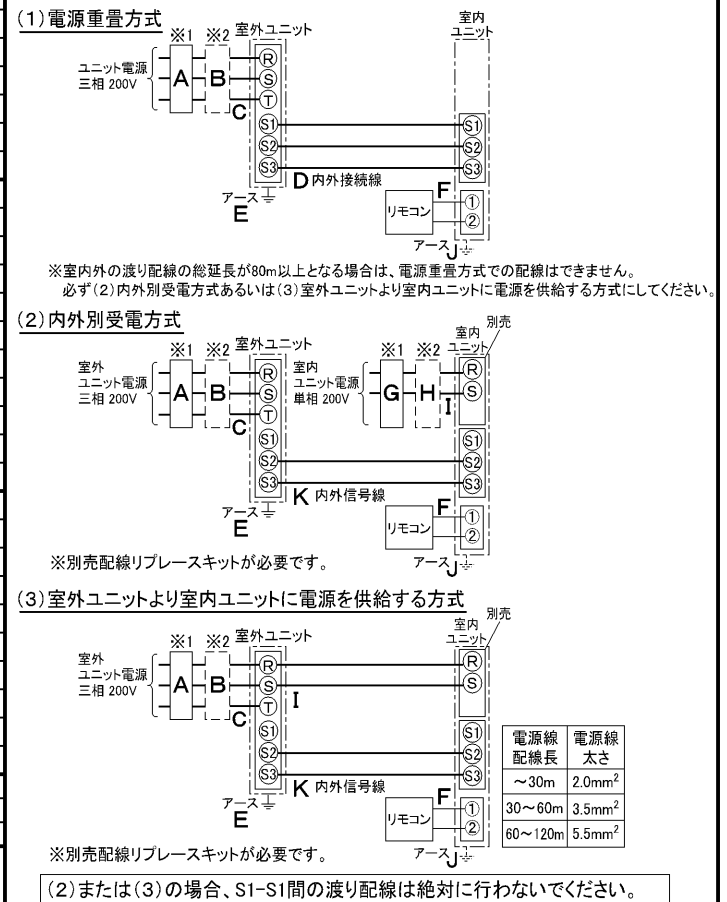 (1)電源重畳方式
※1 ※2 室外ユニット
室内
ユニット
ユニット電源
三相 200V
A B
C
R
S
T
S1
S2
S3
S1
S2
S3
D 内外接続線
アース
E
リモコン
F
①
②
アース J
※室内外の渡り配線の総延長が80m以上となる場合は、電源重畳方式での配線はできません。
必ず(2)内外別受電方式あるいは(3)室外ユニットより室内ユニットに電源を供給する方式にしてください。
(2)内外別受電方式
※1 ※2 室外ユニット
※1 ※2
室内
ユニット
別売
室外
ユニット電源
三相 200V
A B
C
R
S
T
S1
S2
S3
室内
ユニット電源
単相 200V
G H
I
R
S
S1
S2
S3
K 内外信号線
アース
E
リモコン
F
①
②
アース J
※別売配線リプレースキットが必要です。
(3)室外ユニットより室内ユニットに電源を供給する方式
※1 ※2 室外ユニット
室内
ユニット
別売
室外
ユニット電源
三相 200V
A B
C
R
S
T
S1
S2
S3
I
R
S
S1
S2
S3
K 内外信号線
アース
E
リモコン
F
①
②
アース J
※別売配線リプレースキットが必要です。
電源線配線長 電源線太さ
~30m 2.0mm²
30~60m 3.5mm²
60~120m 5.5mm²
(2)または(3)の場合、S1-S1間の渡り配線は絶対に行わないでください。